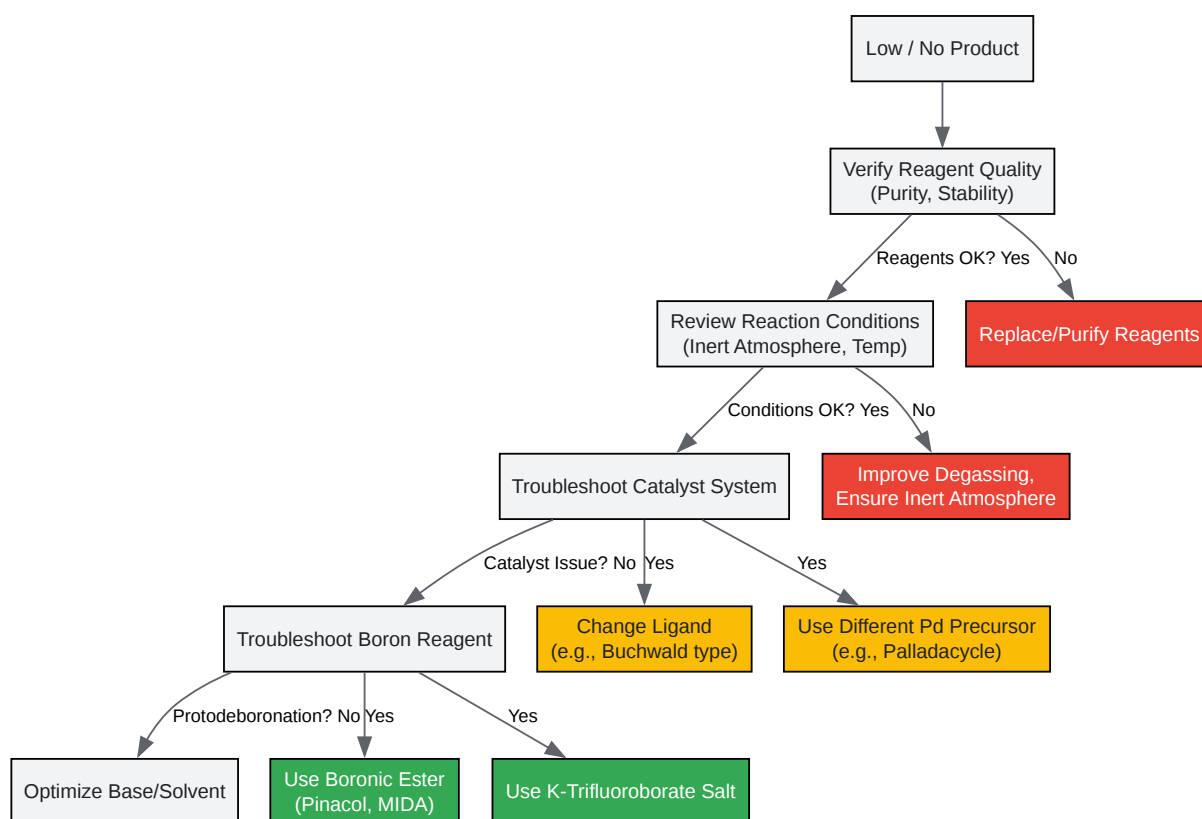 Low / No Product
Verify Reagent Quality
(Purity, Stability)
Reagents OK? Yes
No
Review Reaction Conditions
(Inert Atmosphere, Temp)
Replace/Purify Reagents
Conditions OK? Yes
No
Troubleshoot Catalyst System
Improve Degassing,
Ensure Inert Atmosphere
Catalyst Issue? No
Yes
Yes
Troubleshoot Boron Reagent
Change Ligand
(e.g., Buchwald type)
Use Different Pd Precursor
(e.g., Palladacycle)
Protodeboronation? No
Yes
Yes
Optimize Base/Solvent
Use Boronic Ester
(Pinacol, MIDA)
Use K-Trifluoroborate Salt